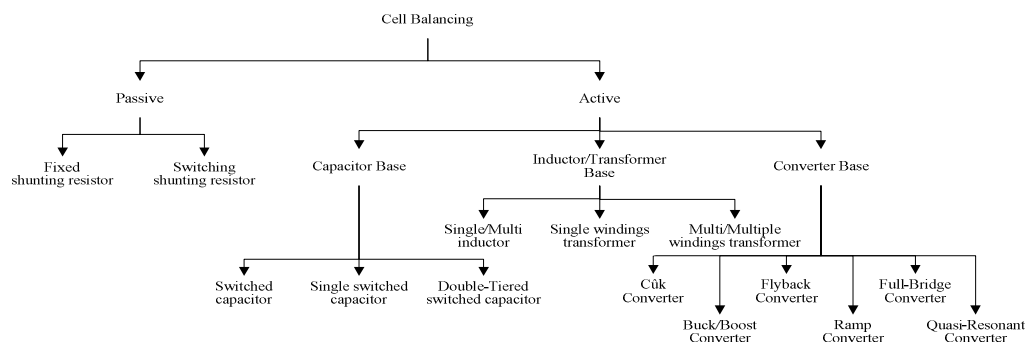 Cell Balancing
Passive
Active
Fixed
shunting resistor
Switching
shunting resistor
Capacitor Base
Inductor/Transformer
Base
Converter Base
Single/Multi
inductor
Single windings
transformer
Multi/Multiple
windings transformer
Switched
capacitor
Single switched
capacitor
Double-Tiered
switched capacitor
Cûk
Converter
Flyback
Converter
Full-Bridge
Converter
Buck/Boost
Converter
Ramp
Converter
Quasi-Resonant
Converter